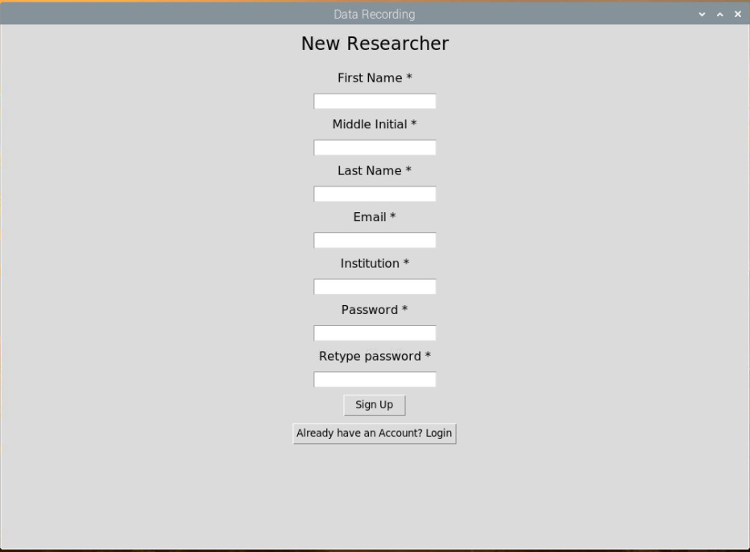 Data Recording
New Researcher
First Name *
Middle Initial *
Last Name *
Email *
Institution *
Password *
Retype password *
Sign Up
Already have an Account? Login